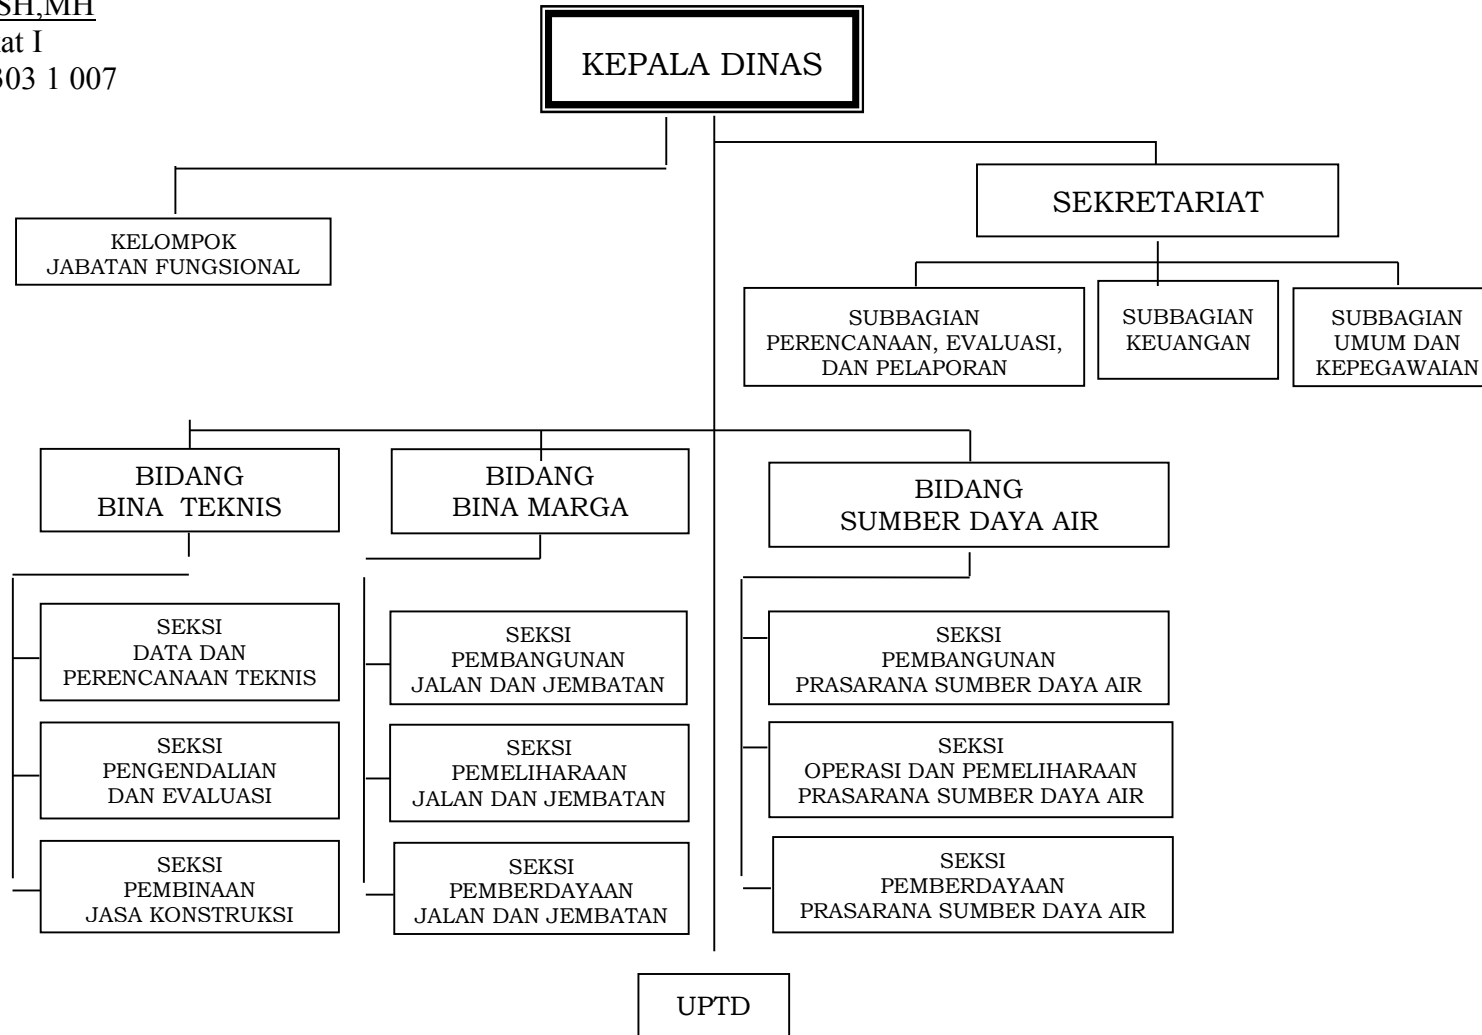 SH,MH
at I
303 1 007
KEPALA DINAS
SEKRETARIAT
KELOMPOK
JABATAN FUNGSIONAL
SUBBAGIAN
PERENCANAAN, EVALUASI,
DAN PELAPORAN
SUBBAGIAN
KEUANGAN
SUBBAGIAN
UMUM DAN
KEPEGAWAIAN
BIDANG
BINA TEKNIS
BIDANG
BINA MARGA
BIDANG
SUMBER DAYA AIR
SEKSI
DATA DAN
PERENCANAAN TEKNIS
SEKSI
PEMBANGUNAN
JALAN DAN JEMBATAN
SEKSI
PEMBANGUNAN
PRASARANA SUMBER DAYA AIR
SEKSI
PENGENDALIAN
DAN EVALUASI
SEKSI
PEMELIHARAAN
JALAN DAN JEMBATAN
SEKSI
OPERASI DAN PEMELIHARAAN
PRASARANA SUMBER DAYA AIR
SEKSI
PEMBINAAN
JASA KONSTRUKSI
SEKSI
PEMBERDAYAAN
JALAN DAN JEMBATAN
SEKSI
PEMBERDAYAAN
PRASARANA SUMBER DAYA AIR
UPTD